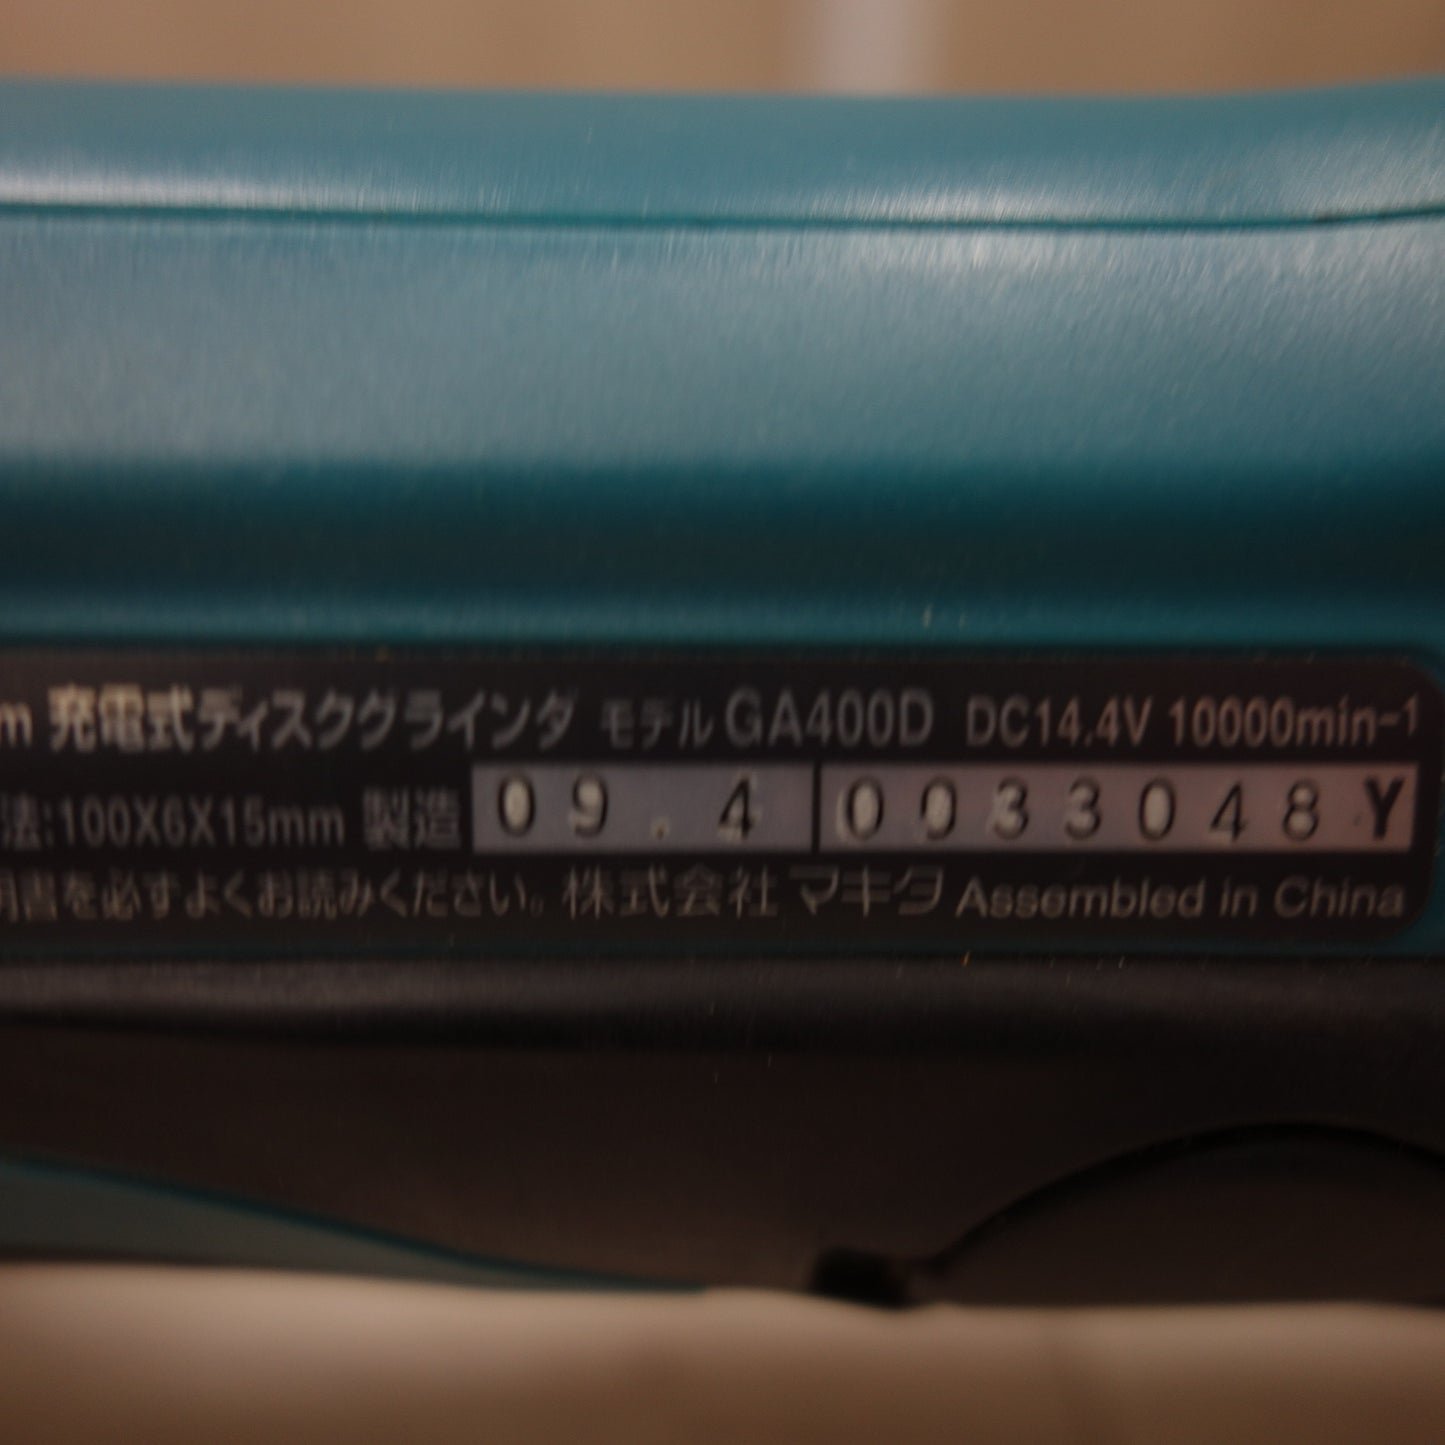 m 充電式ディスクグラインダ モデル GA400D DC14.4V 10000min-1
法:100X6X15mm 製造 09.4 0033048Y
明書を必ずよくお読みください。 株式会社 マキタ Assembled in China